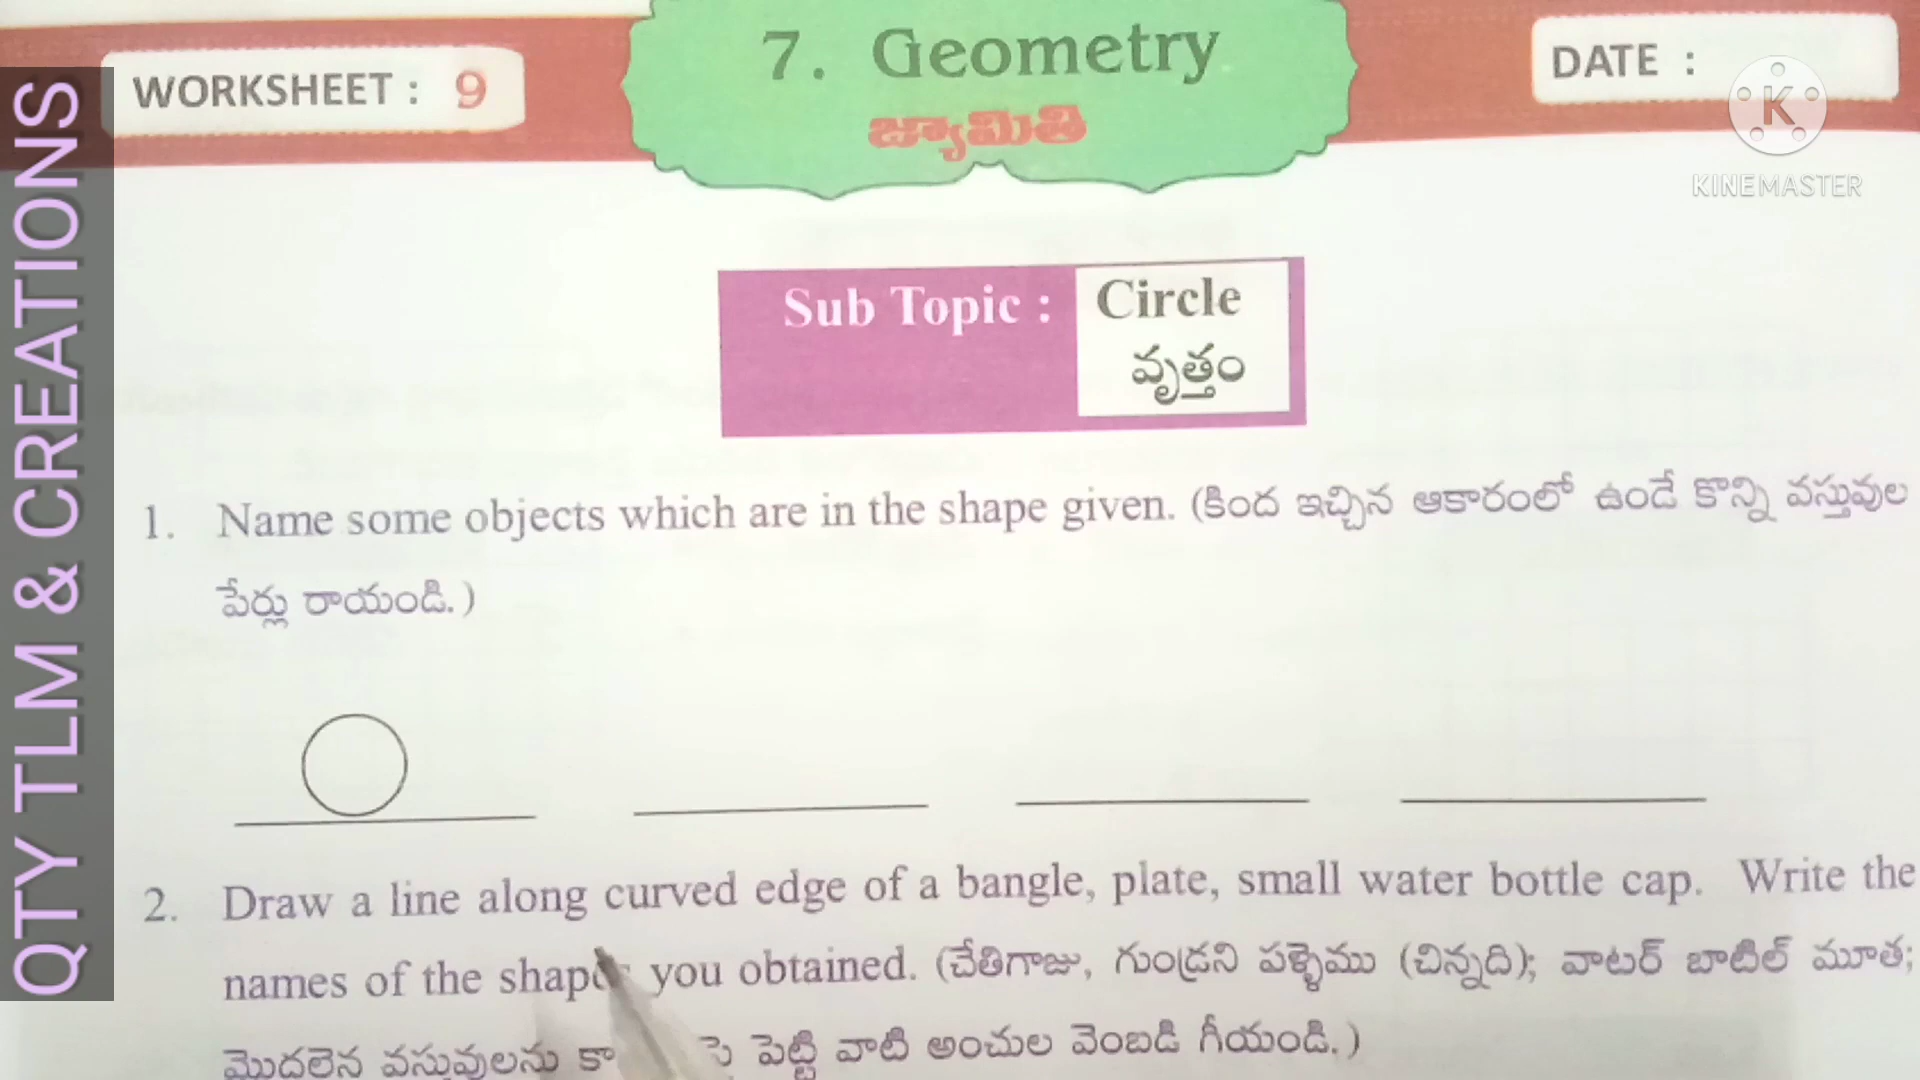 QTY TLM & CREATIONS
WORKSHEET : 9
7. Geometry
జ్యామితి
DATE :
K
KINEMASTER
Sub Topic : Circle
వృత్తం
1. Name some objects which are in the shape given. (కింద ఇచ్చిన ఆకారంలో ఉండే కొన్ని వస్తువుల
పేర్లు రాయండి.)
2. Draw a line along curved edge of a bangle, plate, small water bottle cap. Write the
names of the you obtained. (చేతిగాజు, గుండ్రని పళ్ళెము (చిన్నది); వాటర్ బాటిల్ మూత;
మొదలైన వస్తువులను పెట్టి వాటి అంచుల వెంబడి గీయండి.)